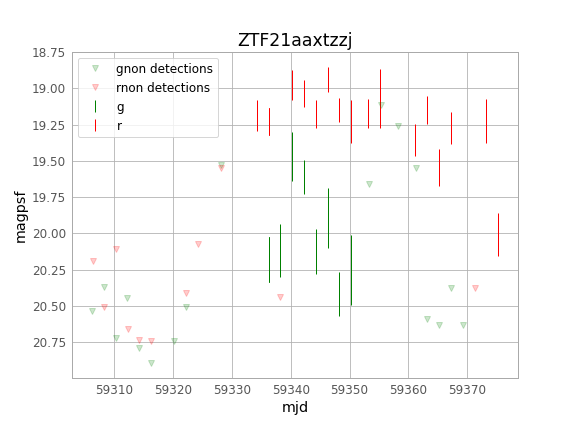 ZTF21aaxtzzj
gnon detections
rnon detections
g
r
18.75
19.00
19.25
19.50
19.75
20.00
20.25
20.50
20.75
magpsf
59310 59320 59330 59340 59350 59360 59370
mjd